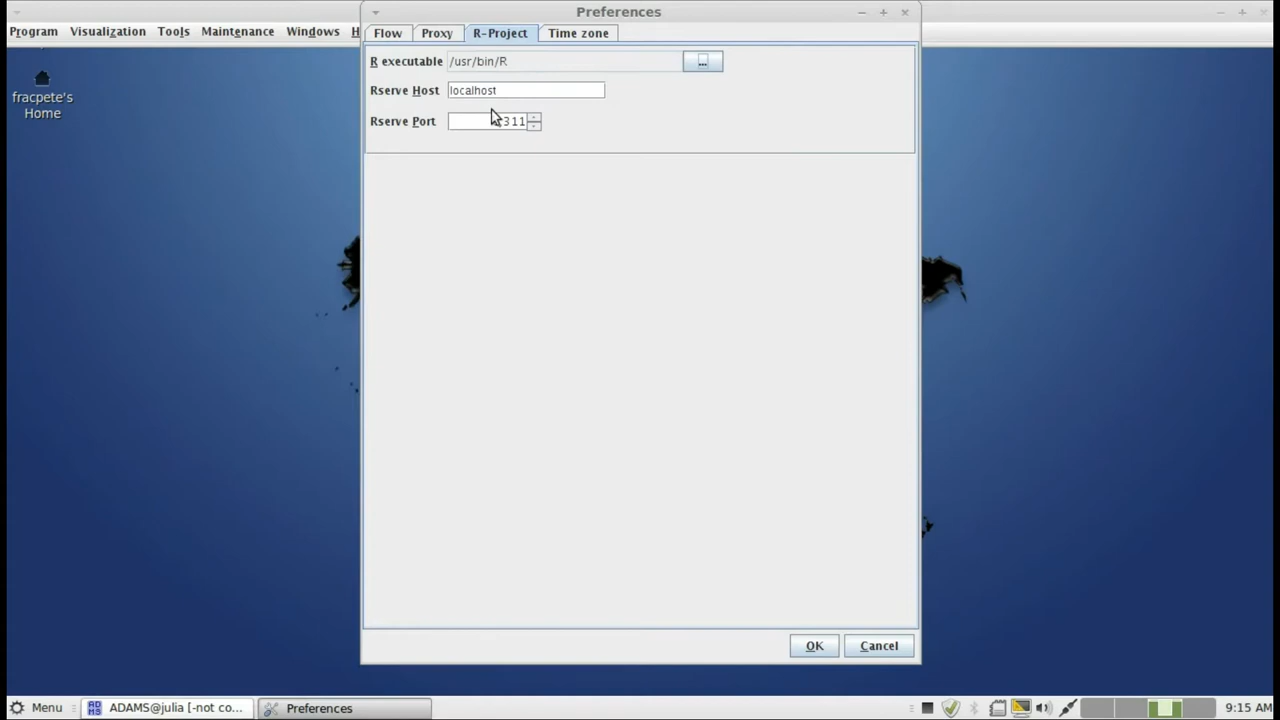 Preferences
Program Visualization Tools Maintenance Windows H
Flow Proxy R-Project Time zone
R executable /usr/bin/R ...
Rserve Host localhost
Rserve Port 311
fracpete's
Home
OK Cancel
Menu ADAMS@julia [-not co... Preferences 9:15 AM